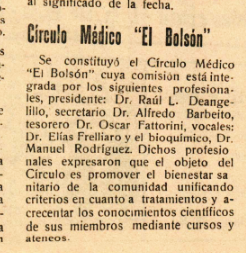 al significado de la fecha.
Círculo Médico "El Bolsón"
Se constituyó el Círculo Médico
"El Bolsón" cuya comisión está inte-
grada por los siguientes profesiona-
les, presidente: Dr. Raúl L. Deange-
lillo, secretario Dr. Alfredo Barbeito,
tesorero Dr. Oscar Fattorini, vocales:
Dr. Elías Frelliaro y el bioquímico, Dr.
Manuel Rodríguez. Dichos profesio
nales expresaron que el objeto del
Círculo es promover el bienestar sa
nitario de la comunidad unificando
criterios en cuanto a tratamientos y a-
crecentar los conocimientos científicos
de sus miembros mediante cursos y
ateneos.